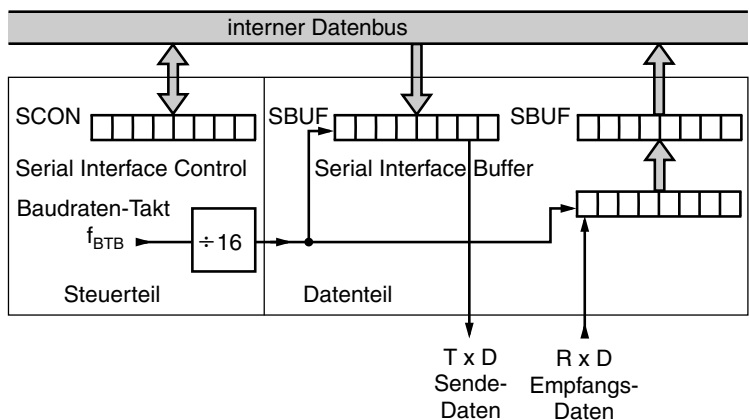 interner Datenbus
SCON
SBUF
SBUF
Serial Interface Control
Serial Interface Buffer
Baudraten-Takt
fBTB
÷16
Steuerteil
Datenteil
T x D
Sende-
Daten
R x D
Empfangs-
Daten